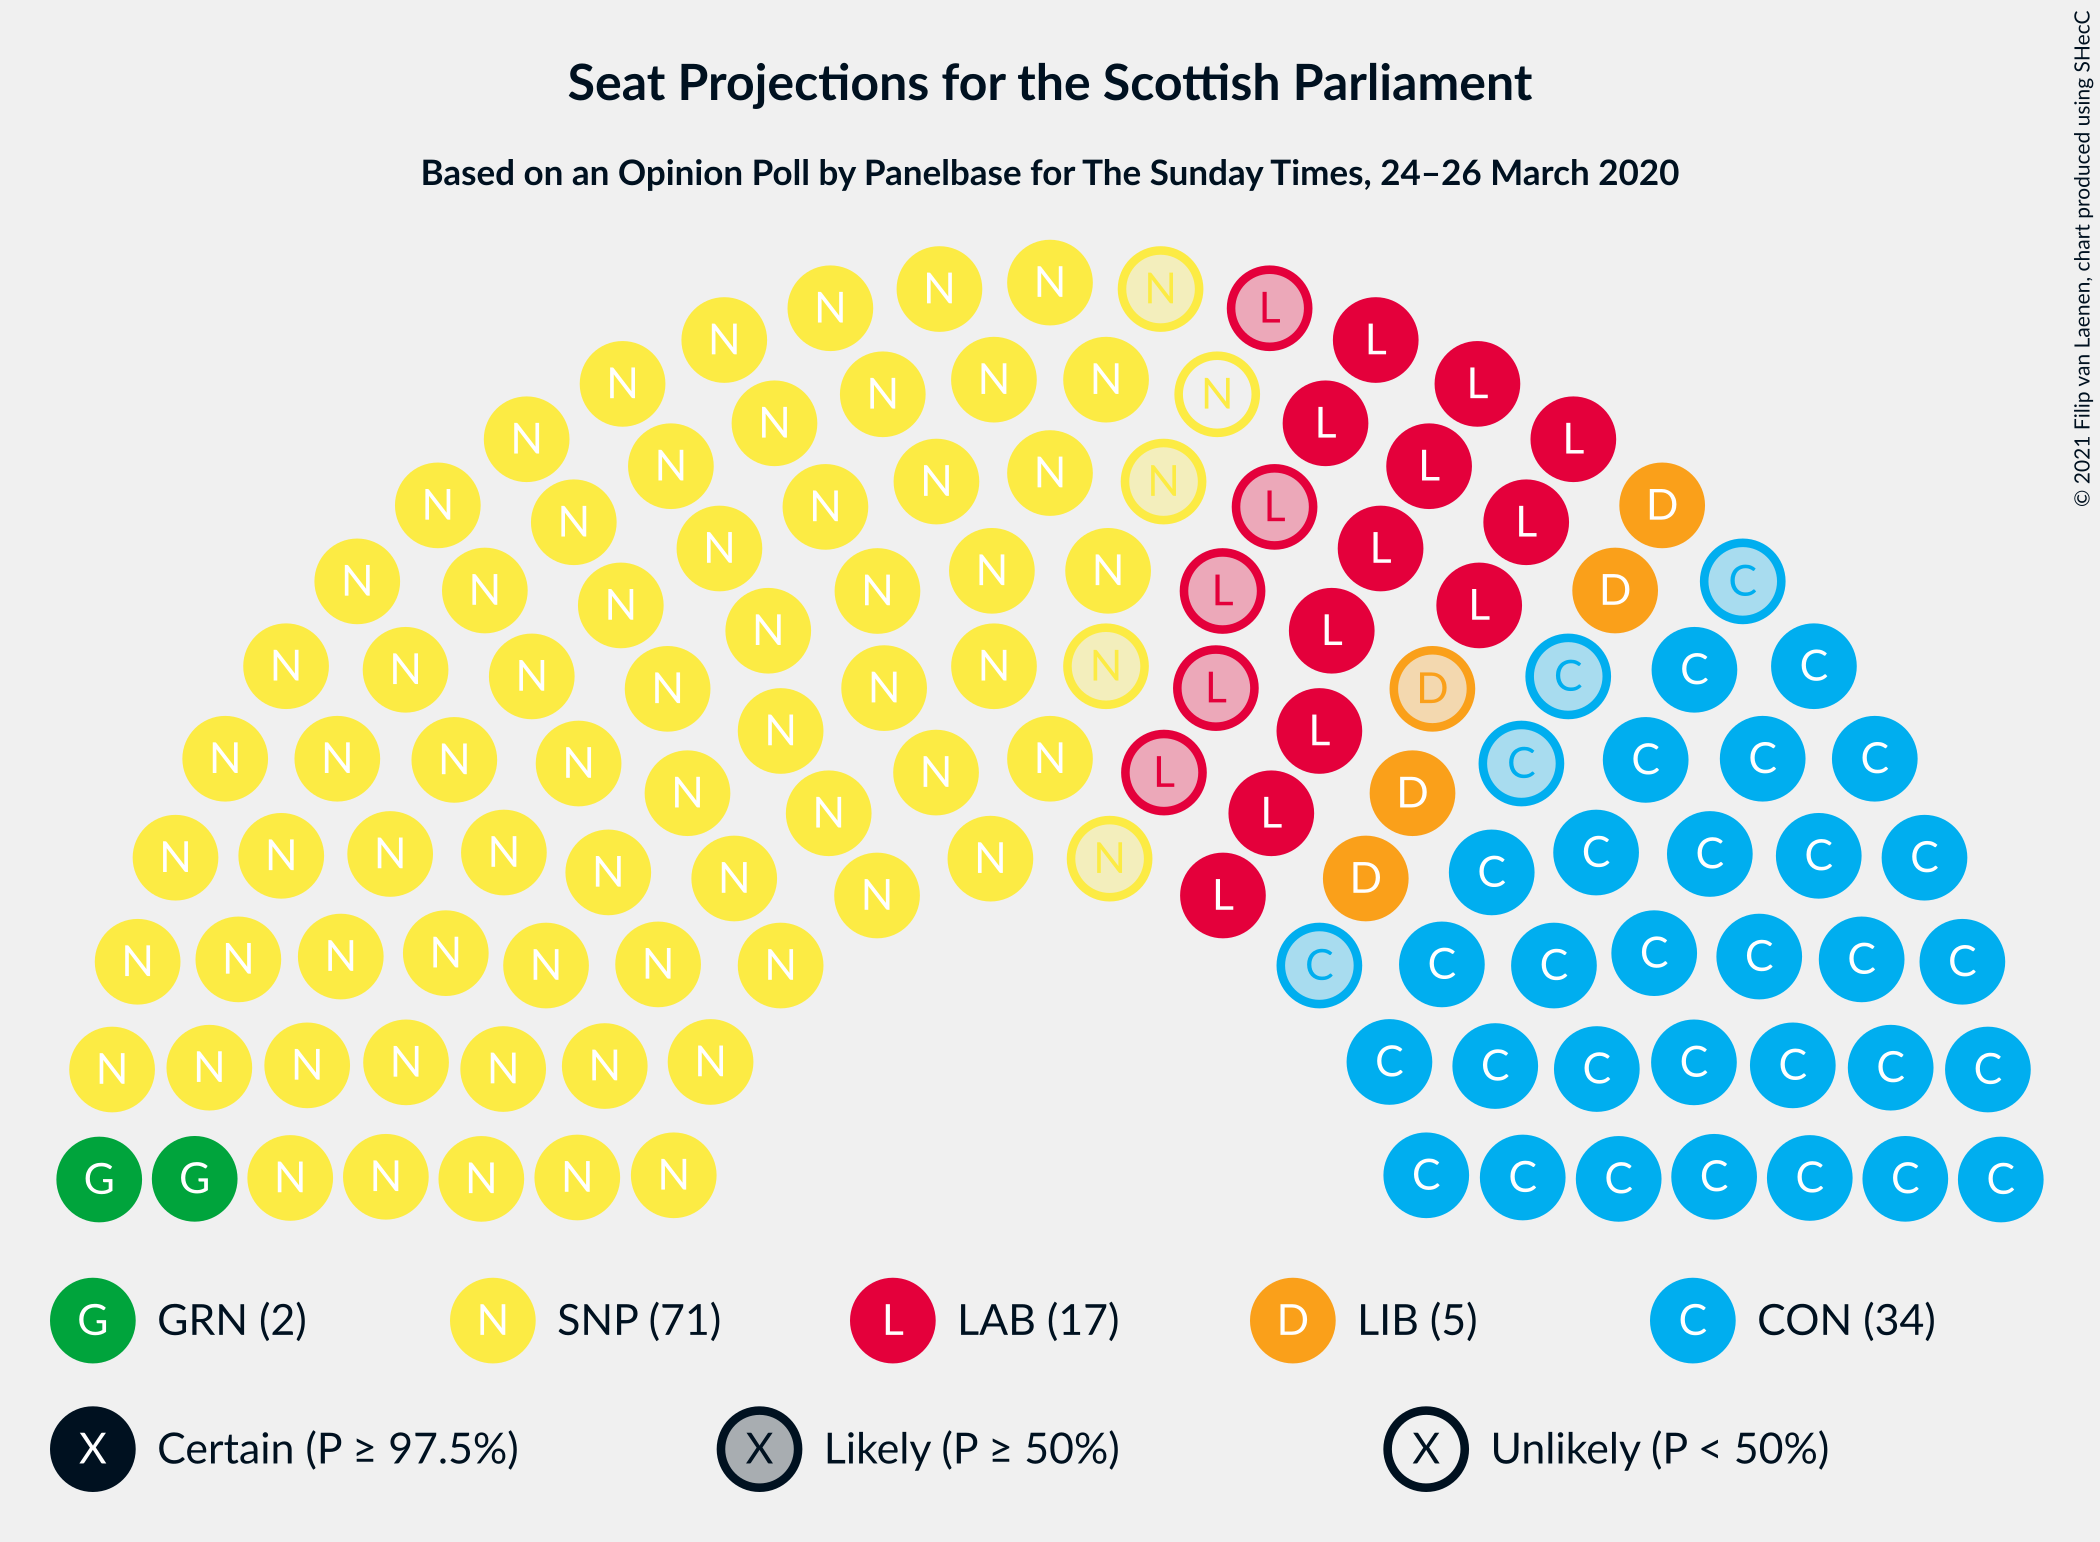 Seat Projections for the Scottish Parliament
Based on an Opinion Poll by Panelbase for The Sunday Times, 24–26 March 2020
© 2021 Filip van Laenen, chart produced using SHecC
N N N L
N N L L
N N N N N N L L
N N N L L
N N N N D
N N N L L
N N L D C
N N N N L L
N N N N L D C C C C
N N N L
N N N N N N L D C C C C
N N N L
N N N N N N N N L D C C C C C
N N N N N N N C C C C C C C
N N N N N N N C C C C C C C
G G N N N N N C C C C C C C
G GRN (2) N SNP (71) L LAB (17) D LIB (5) C CON (34)
X Certain (P ≥ 97.5%) X Likely (P ≥ 50%) X Unlikely (P < 50%)